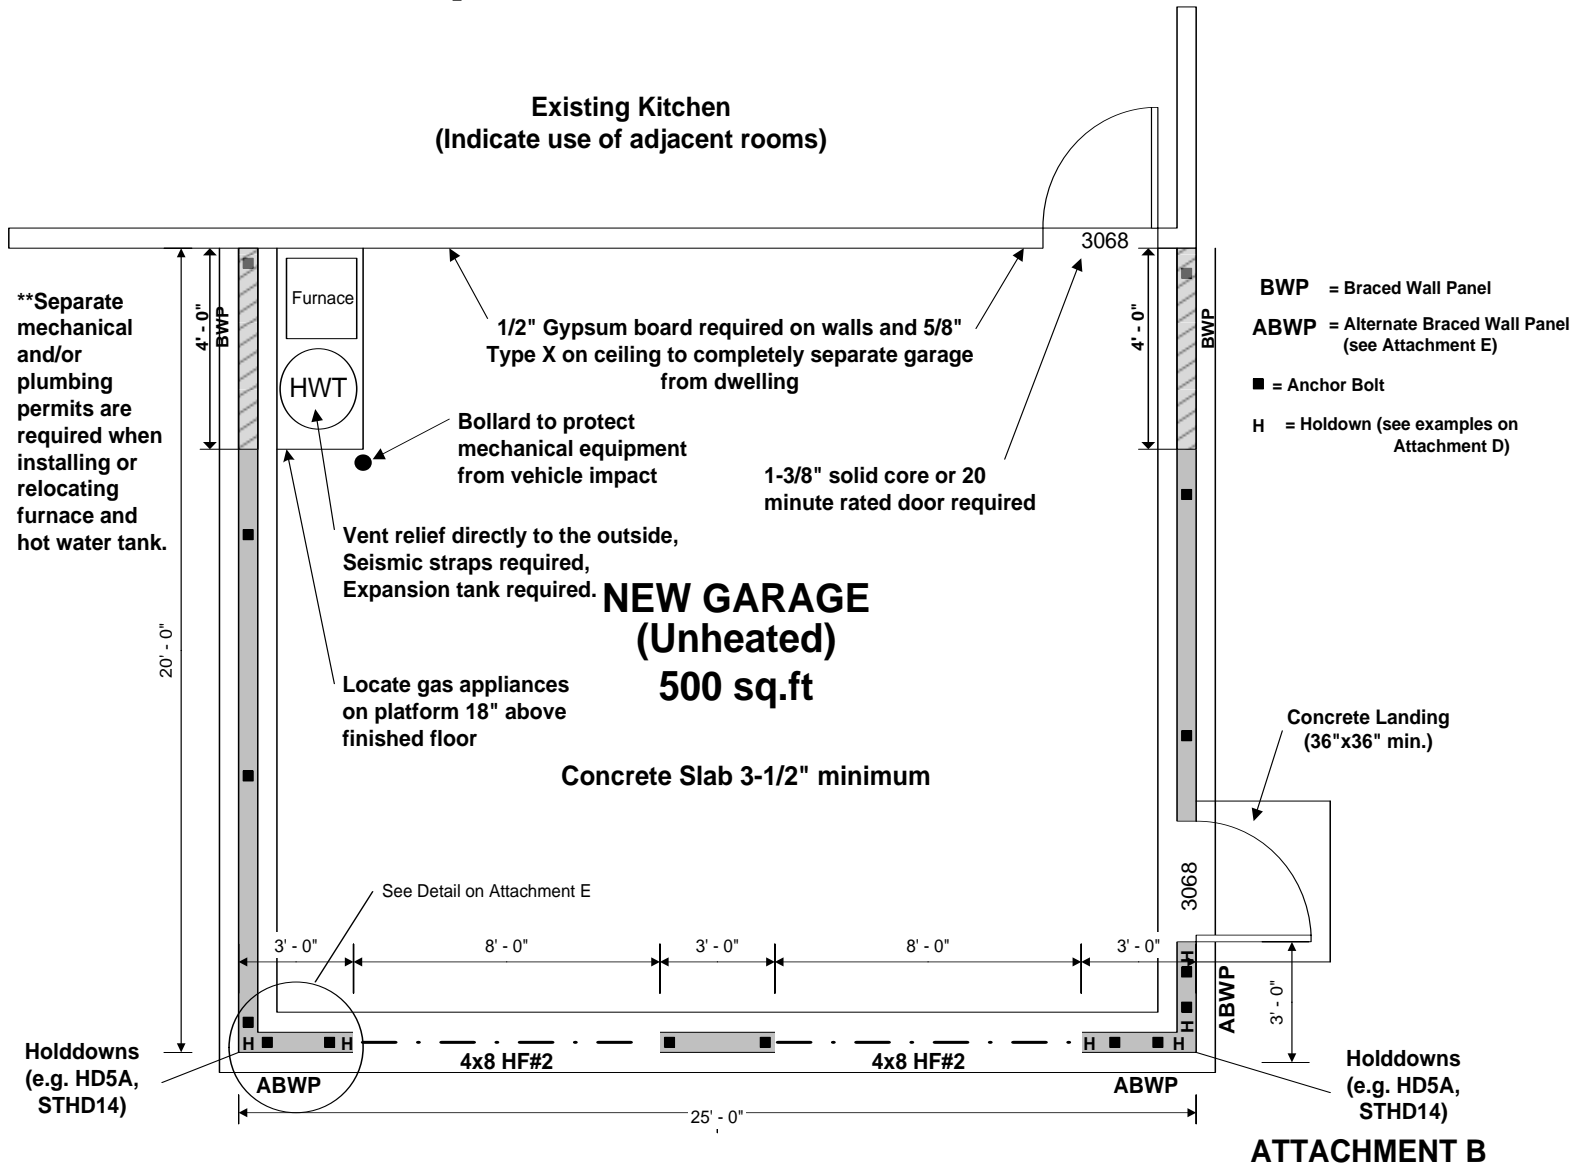 Existing Kitchen
(Indicate use of adjacent rooms)
3068
**Separate
mechanical
and/or
plumbing
permits are
required when
installing or
relocating
furnace and
hot water tank.
4' - 0"
BWP
Furnace
HWT
1/2" Gypsum board required on walls and 5/8"
Type X on ceiling to completely separate garage
from dwelling
4' - 0"
BWP
BWP = Braced Wall Panel
ABWP = Alternate Braced Wall Panel
(see Attachment E)
= Anchor Bolt
H = Holdown (see examples on
Attachment D)
Bollard to protect
mechanical equipment
from vehicle impact
1-3/8" solid core or 20
minute rated door required
Vent relief directly to the outside,
Seismic straps required,
Expansion tank required.
NEW GARAGE
(Unheated)
500 sq.ft
20' - 0"
Locate gas appliances
on platform 18" above
finished floor
Concrete Slab 3-1/2" minimum
Concrete Landing
(36"x36" min.)
3068
See Detail on Attachment E
3' - 0"
8' - 0"
3' - 0"
8' - 0"
3' - 0"
H
H
ABWP
3' - 0"
H
H
H
H
4x8 HF#2
4x8 HF#2
Holddowns
(e.g. HD5A,
STHD14)
ABWP
ABWP
Holddowns
(e.g. HD5A,
STHD14)
25' - 0"
ATTACHMENT B